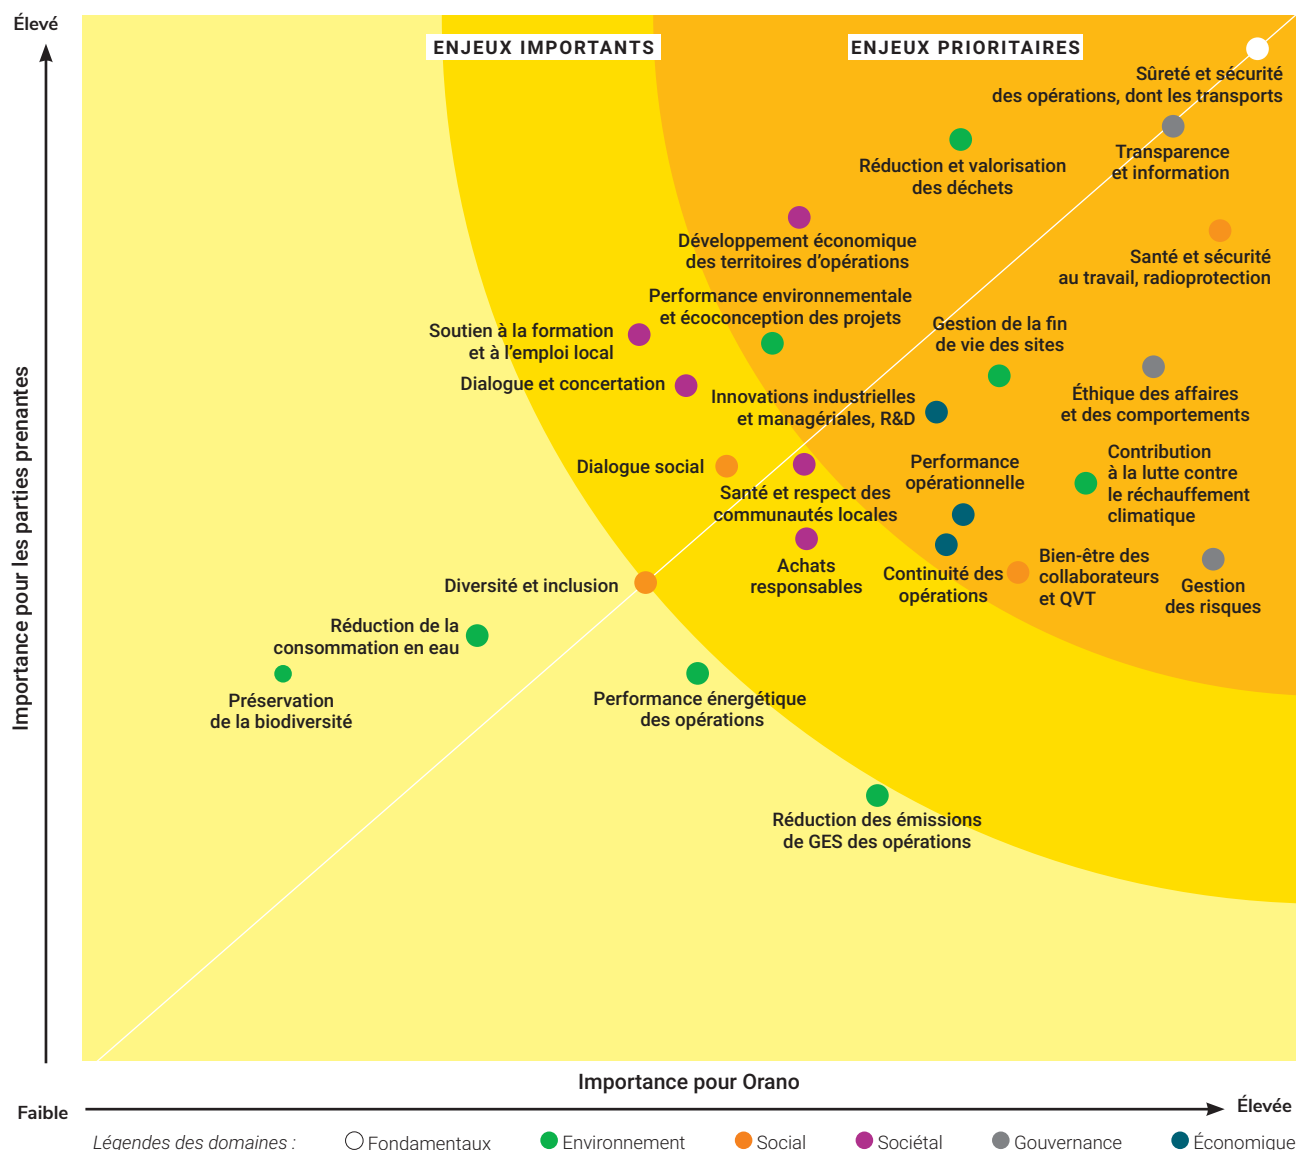 Élevé
ENJEUX IMPORTANTS
ENJEUX PRIORITAIRES
Sûreté et sécurité
des opérations, dont les transports
Transparence
et information
Réduction et valorisation
des déchets
Développement économique
des territoires d'opérations
Santé et sécurité
au travail, radioprotection
Performance environnementale
et écoconception des projets
Soutien à la formation
et à l'emploi local
Gestion de la fin
de vie des sites
Dialogue et concertation
Innovations industrielles
et managériales, R&D
Éthique des affaires
et des comportements
Dialogue social
Performance
opérationnelle
Contribution
à la lutte contre
le réchauffement
climatique
Santé et respect des
communautés locales
Achats
responsables
Continuité des
opérations
Bien-être des
collaborateurs
et QVT
Gestion
des risques
Diversité et inclusion
Réduction de la
consommation en eau
Préservation
de la biodiversité
Performance énergétique
des opérations
Réduction des émissions
de GES des opérations
Importance pour les parties prenantes
Importance pour Orano
Faible
Élevée
Légendes des domaines :
Fondamentaux
Environnement
Social
Sociétal
Gouvernance
Économique